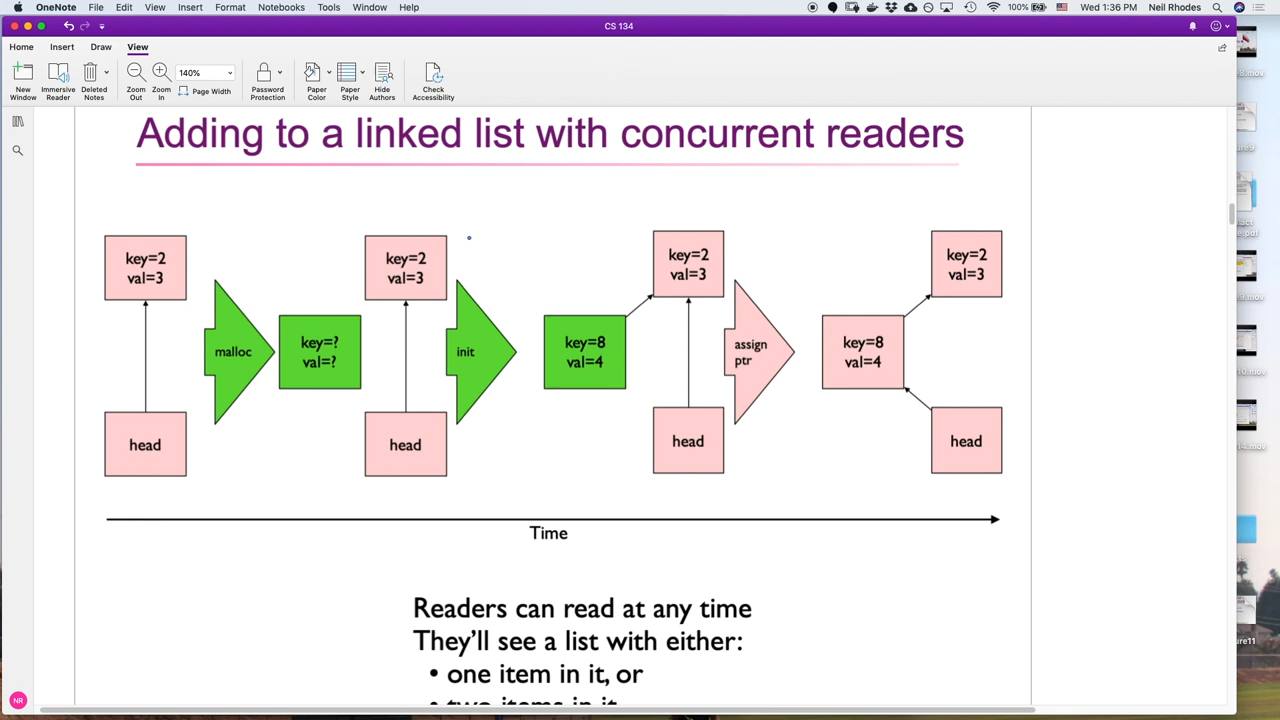 OneNote File Edit View Insert Format Notebooks Tools Window Help 100% Wed 1:36 PM Neil Rhodes
CS 134
Home Insert Draw View
140%
Page Width
New Window
Immersive Reader
Deleted Notes
Zoom Out
Zoom In
Password Protection
Paper Color
Paper Style
Hide Authors
Check Accessibility
Adding to a linked list with concurrent readers
key=2
val=3
head
malloc
key=?
val=?
key=2
val=3
head
init
key=8
val=4
key=2
val=3
head
assign
ptr
key=8
val=4
key=2
val=3
head
Time
Readers can read at any time
They'll see a list with either:
• one item in it, or
• two items in it
NR